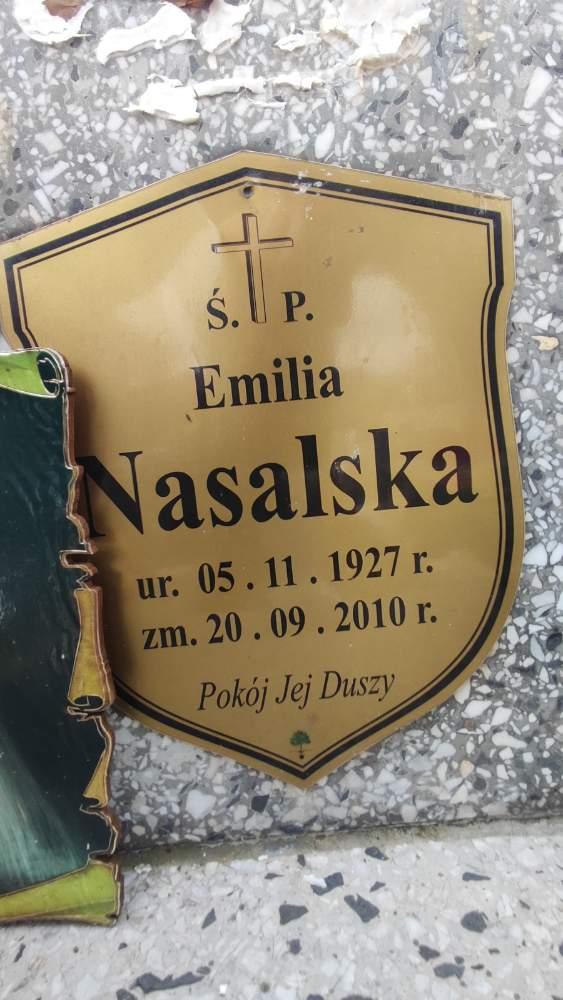 Ś. P.
Emilia
Nasalska
ur. 05.11.1927 r.
zm. 20.09.2010 r.
Pokój Jej Duszy